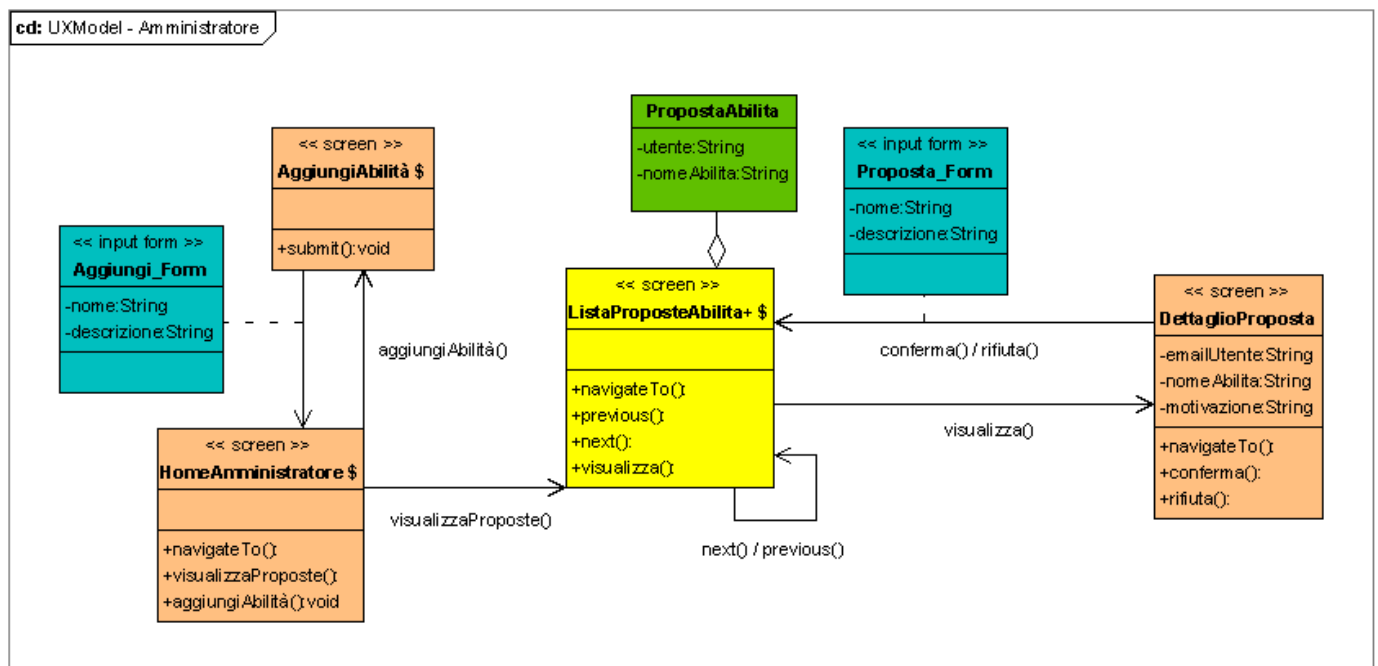 cd: UXModel - Amministratore
PropostaAbilita
-utente:String
-nomeAbilita:String
<< screen >>
AggiungiAbilità $
+submit():void
<< input form >>
Proposta_Form
-nome:String
-descrizione:String
<< input form >>
Aggiungi_Form
-nome:String
-descrizione:String
<< screen >>
ListaProposteAbilita+ $
+navigateTo():
+previous():
+next():
+visualizza():
<< screen >>
DettaglioProposta
-emailUtente:String
-nomeAbilita:String
-motivazione:String
+navigateTo():
+conferma():
+rifiuta():
aggiungiAbilità()
conferma() / rifiuta()
visualizza()
<< screen >>
HomeAmministratore $
+navigateTo():
+visualizzaProposte():
+aggiungiAbilità():void
visualizzaProposte()
next() / previous()